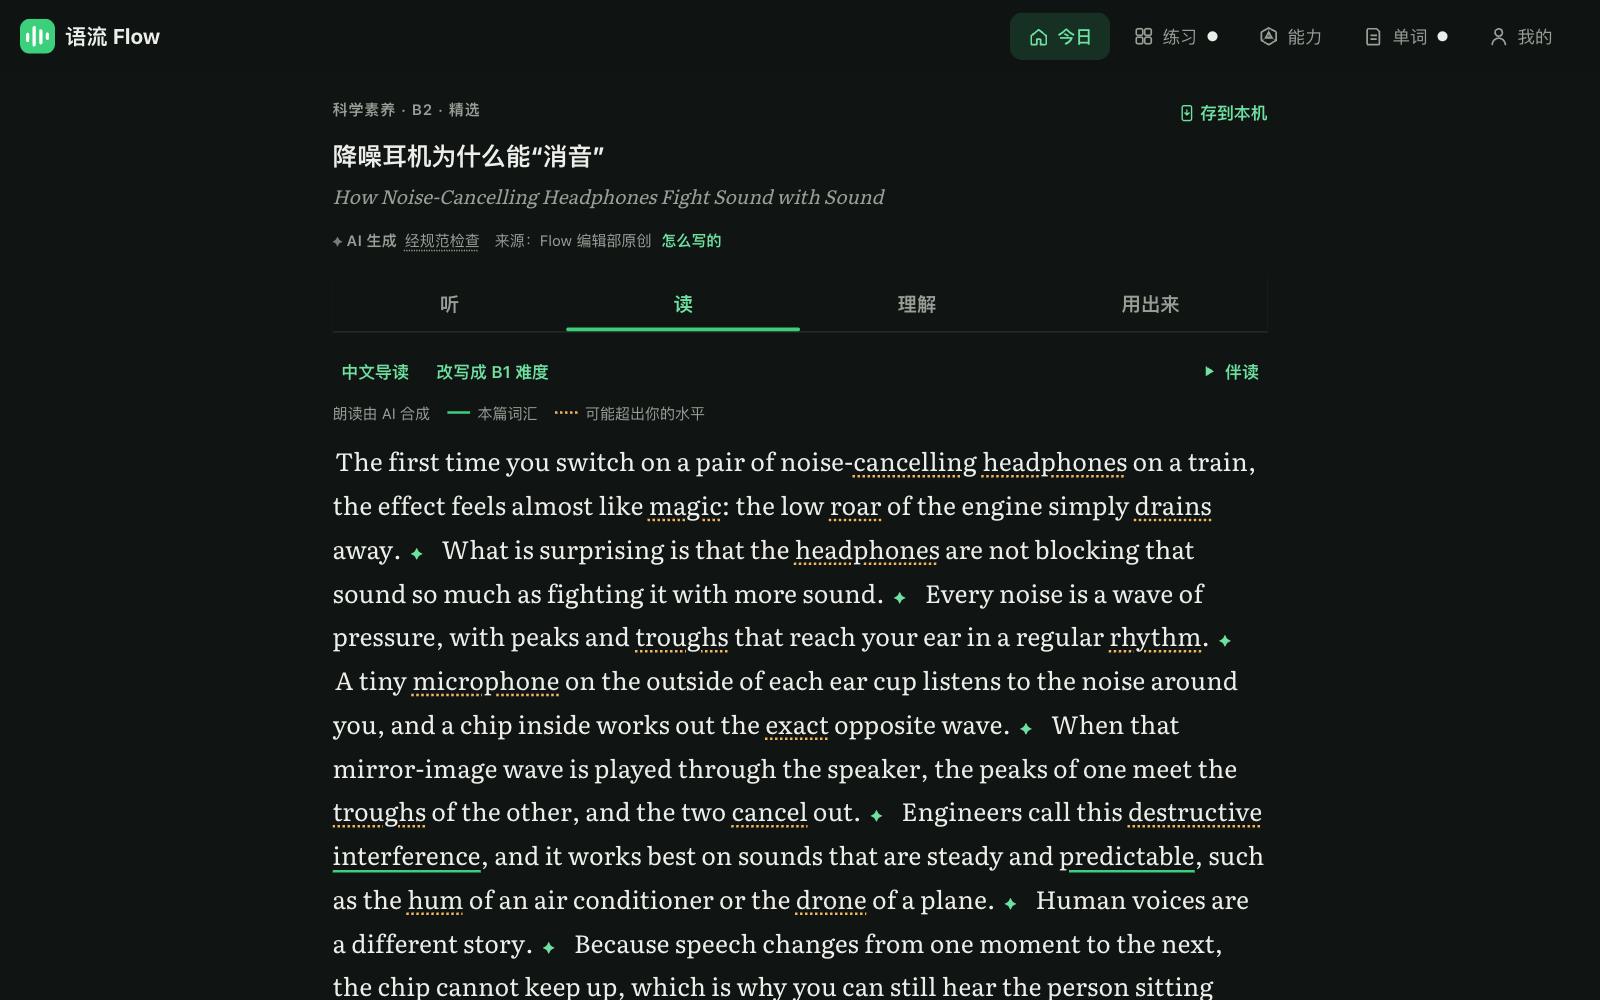 语流 Flow
今日
练习
能力
单词
我的
科学素养 · B2 · 精选
存到本机
降噪耳机为什么能“消音”
How Noise-Cancelling Headphones Fight Sound with Sound
AI 生成 经规范检查 来源：Flow 编辑部原创 怎么写的
听
读
理解
用出来
中文导读 改写成 B1 难度
伴读
朗读由 AI 合成 本篇词汇 可能超出你的水平
The first time you switch on a pair of noise-cancelling headphones on a train,
the effect feels almost like magic: the low roar of the engine simply drains
away. What is surprising is that the headphones are not blocking that
sound so much as fighting it with more sound. Every noise is a wave of
pressure, with peaks and troughs that reach your ear in a regular rhythm.
A tiny microphone on the outside of each ear cup listens to the noise around
you, and a chip inside works out the exact opposite wave. When that
mirror-image wave is played through the speaker, the peaks of one meet the
troughs of the other, and the two cancel out. Engineers call this destructive
interference, and it works best on sounds that are steady and predictable, such
as the hum of an air conditioner or the drone of a plane. Human voices are
a different story. Because speech changes from one moment to the next,
the chip cannot keep up, which is why you can still hear the person sitting